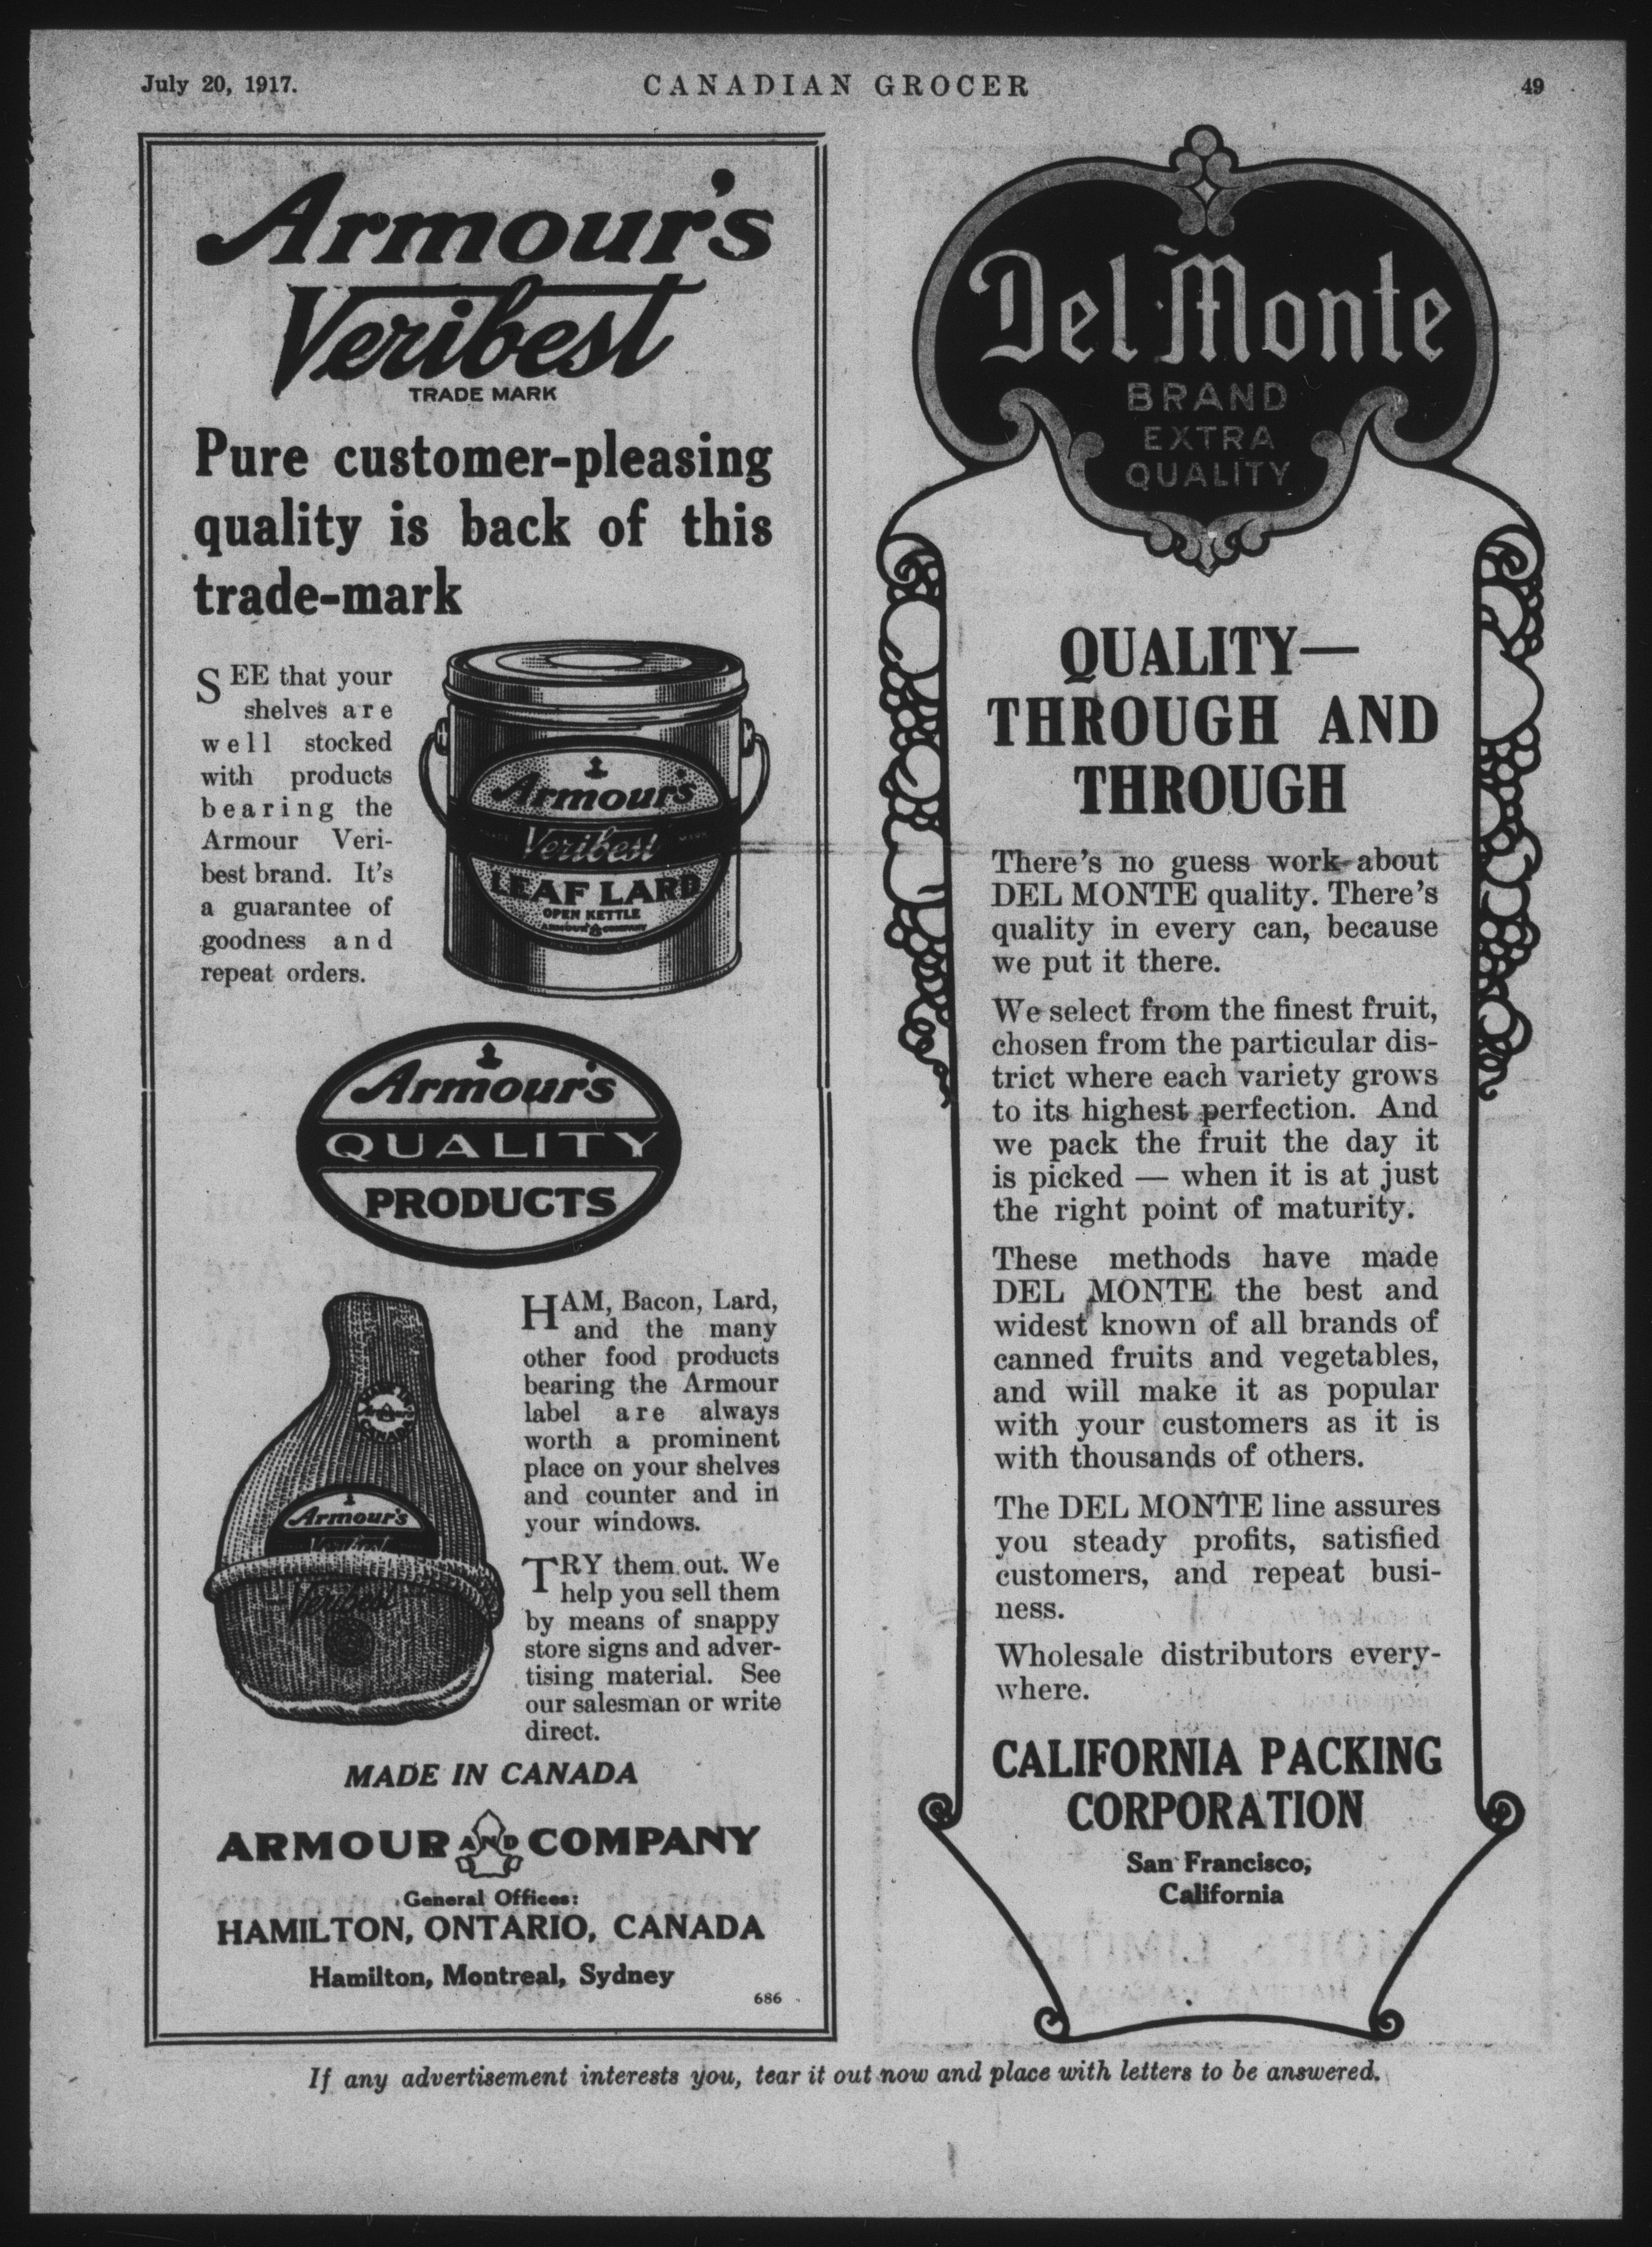 July 20, 1917.
CANADIAN GROCER
49
Armour's
Veribest
TRADE MARK
Pure customer-pleasing
quality is back of this
trade-mark
SEE that your
shelves are
well stocked
with products
bearing the
Armour Veri-
best brand. It's
a guarantee of
goodness and
repeat orders.
Armour's
TRADE Veribest MARK
LEAF LARD
OPEN KETTLE
ARMOUR AND COMPANY
Armour's
QUALITY
PRODUCTS
MADE IN
Armour's
CANADA
Armour's
Veribest
Veribest
HAM, Bacon, Lard,
and the many
other food products
bearing the Armour
label are always
worth a prominent
place on your shelves
and counter and in
your windows.
TRY them out. We
help you sell them
by means of snappy
store signs and adver-
tising material. See
our salesman or write
direct.
MADE IN CANADA
ARMOUR AND COMPANY
General Offices:
HAMILTON, ONTARIO, CANADA
Hamilton, Montreal, Sydney
686
Del Monte
BRAND
EXTRA
QUALITY
QUALITY—
THROUGH AND
THROUGH
There's no guess work about
DEL MONTE quality. There's
quality in every can, because
we put it there.
We select from the finest fruit,
chosen from the particular dis-
trict where each variety grows
to its highest perfection. And
we pack the fruit the day it
is picked — when it is at just
the right point of maturity.
These methods have made
DEL MONTE the best and
widest known of all brands of
canned fruits and vegetables,
and will make it as popular
with your customers as it is
with thousands of others.
The DEL MONTE line assures
you steady profits, satisfied
customers, and repeat busi-
ness.
Wholesale distributors every-
where.
CALIFORNIA PACKING
CORPORATION
San Francisco,
California
If any advertisement interests you, tear it out now and place with letters to be answered.